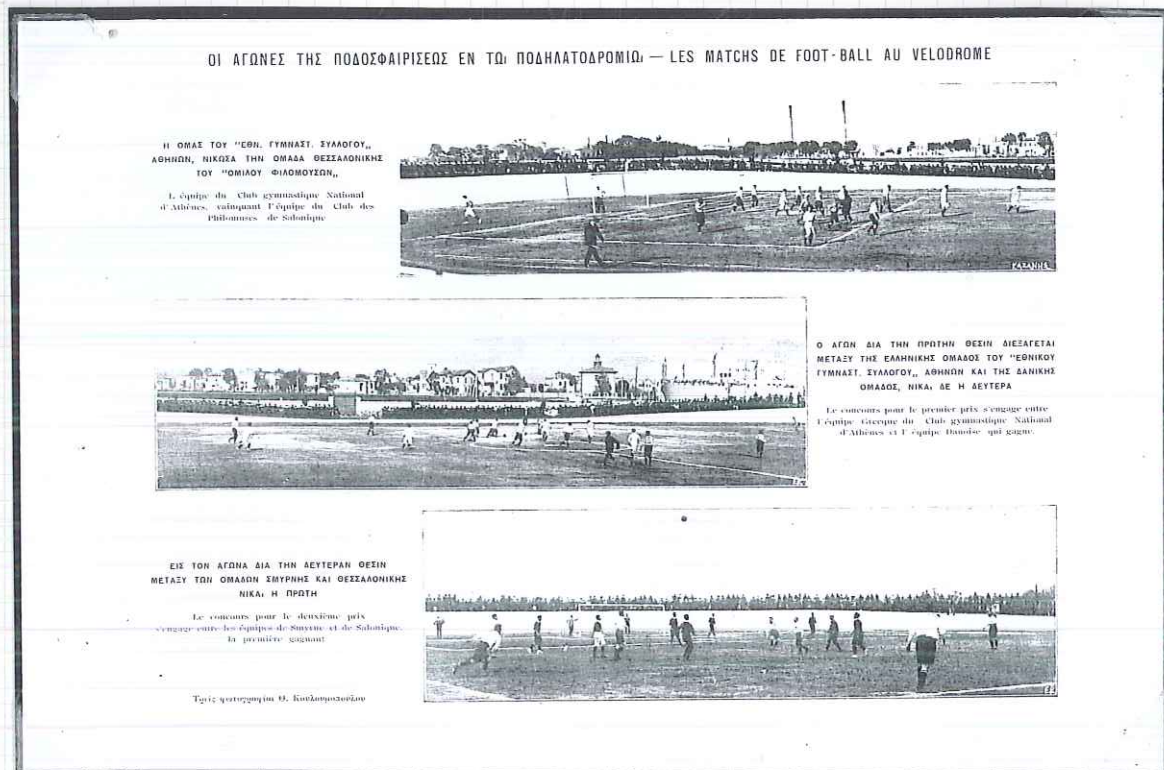 ΟΙ ΑΓΩΝΕΣ ΤΗΣ ΠΟΔΟΣΦΑΙΡΙΣΕΩΣ ΕΝ ΤΩι ΠΟΔΗΛΑΤΟΔΡΟΜΙΩι — LES MATCHS DE FOOT-BALL AU VELODROME
Η ΟΜΑΣ ΤΟΥ "ΕΘΝ. ΓΥΜΝΑΣΤ. ΣΥΛΛΟΓΟΥ„
ΑΘΗΝΩΝ, ΝΙΚΩΣΑ ΤΗΝ ΟΜΑΔΑ ΘΕΣΣΑΛΟΝΙΚΗΣ
ΤΟΥ "ΟΜΙΛΟΥ ΦΙΛΟΜΟΥΣΩΝ„
L'équipe du Club gymnastique National
d'Athènes, vainquant l'équipe du Club des
Philomuses de Salonique
ΓΑΖΑΝΗΣ
Ο ΑΓΩΝ ΔΙΑ ΤΗΝ ΠΡΩΤΗΝ ΘΕΣΙΝ ΔΙΕΞΑΓΕΤΑΙ
ΜΕΤΑΞΥ ΤΗΣ ΕΛΛΗΝΙΚΗΣ ΟΜΑΔΟΣ ΤΟΥ "ΕΘΝΙΚΟΥ
ΓΥΜΝΑΣΤ. ΣΥΛΛΟΓΟΥ„ ΑΘΗΝΩΝ ΚΑΙ ΤΗΣ ΔΑΝΙΚΗΣ
ΟΜΑΔΟΣ, ΝΙΚΑι ΔΕ Η ΔΕΥΤΕΡΑ
Le concours pour le premier prix s'engage entre
l'équipe Grecque du Club gymnastique National
d'Athènes et l'équipe Danoise qui gagne.
ΕΙΣ ΤΟΝ ΑΓΩΝΑ ΔΙΑ ΤΗΝ ΔΕΥΤΕΡΑΝ ΘΕΣΙΝ
ΜΕΤΑΞΥ ΤΩΝ ΟΜΑΔΩΝ ΣΜΥΡΝΗΣ ΚΑΙ ΘΕΣΣΑΛΟΝΙΚΗΣ
ΝΙΚΑι Η ΠΡΩΤΗ
Le concours pour le deuxième prix
s'engage entre les équipes de Smyrne et de Salonique,
la première gagnant
Τρεῖς φωτογραφίαι Θ. Κουλουμοπούλου